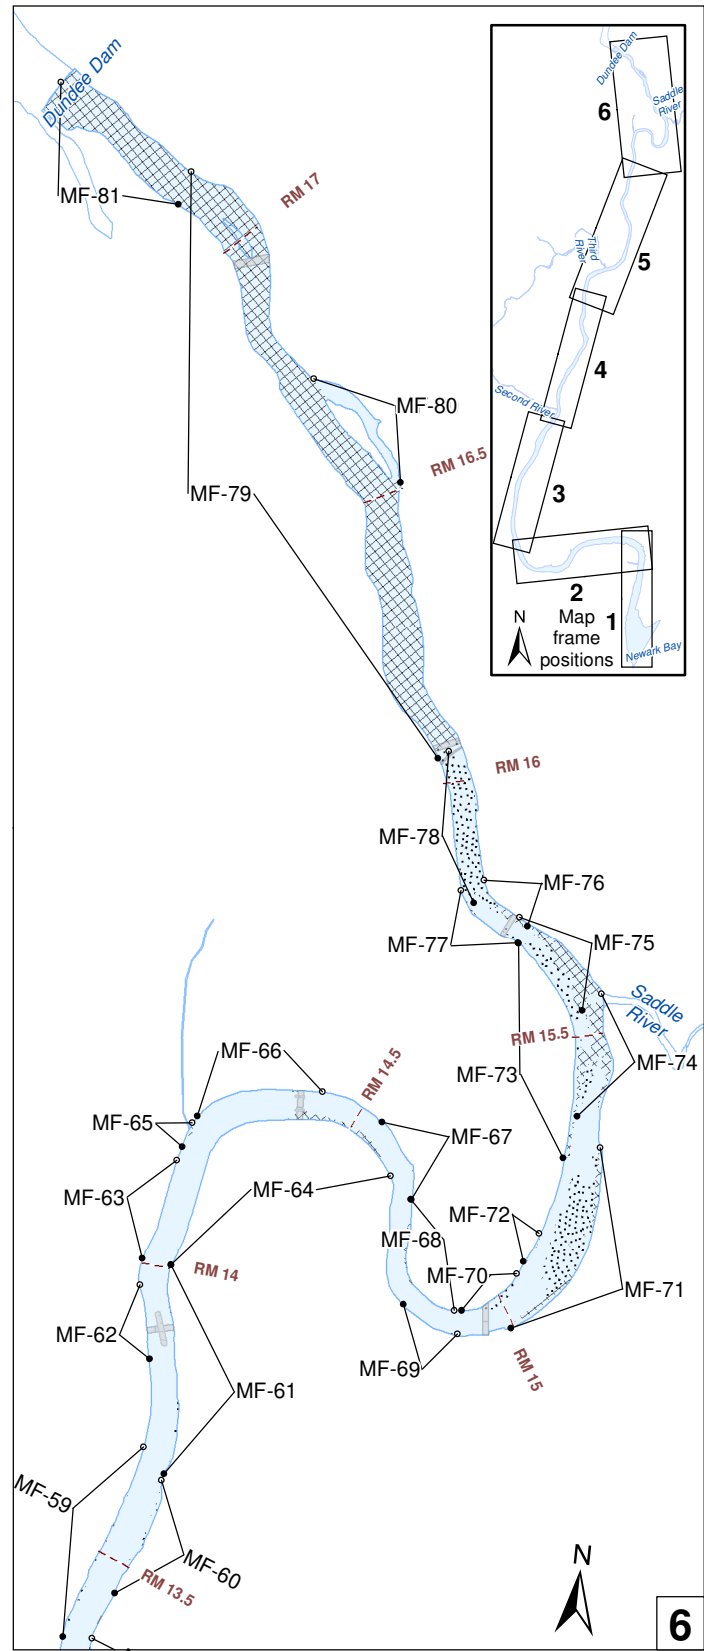 Dundee Dam
MF-81
RM 17
MF-80
RM 16.5
MF-79
RM 16
MF-78
MF-76
MF-77
MF-75
Saddle
River
RM 15.5
MF-74
MF-73
MF-66
RM 14.5
MF-65
MF-67
MF-63
MF-64
MF-72
MF-68
RM 14
MF-70
MF-71
MF-62
MF-69
RM 15
MF-61
MF-59
MF-60
RM 13.5
N
6
Dundee Dam
Saddle
River
6
Third
River
5
4
Second River
3
2
1
N
Map
frame
positions
Newark Bay